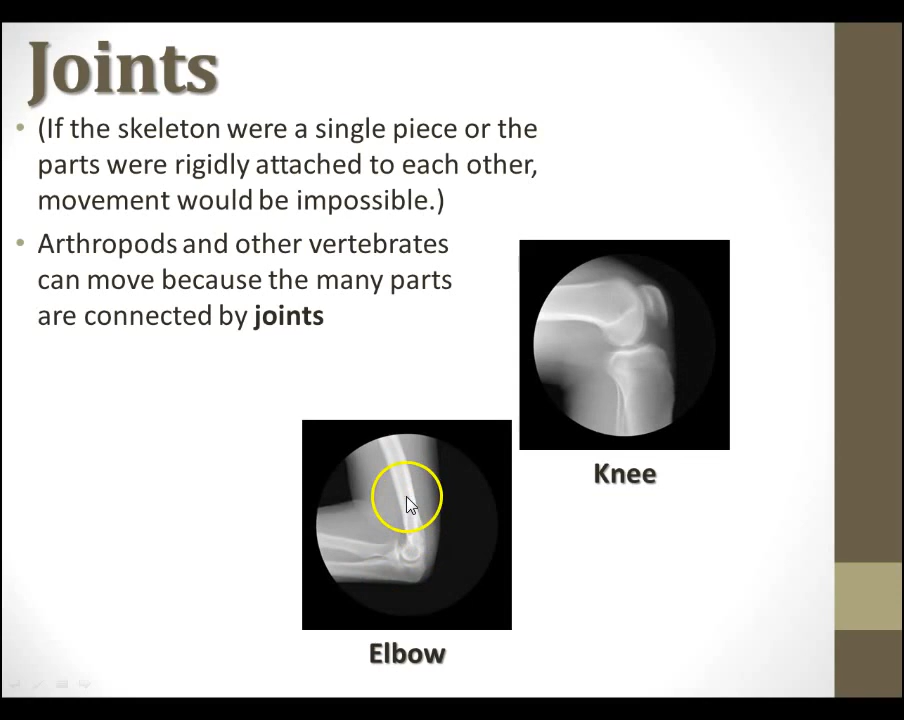 Joints
• (If the skeleton were a single piece or the
parts were rigidly attached to each other,
movement would be impossible.)
• Arthropods and other vertebrates
can move because the many parts
are connected by joints
Knee
Elbow